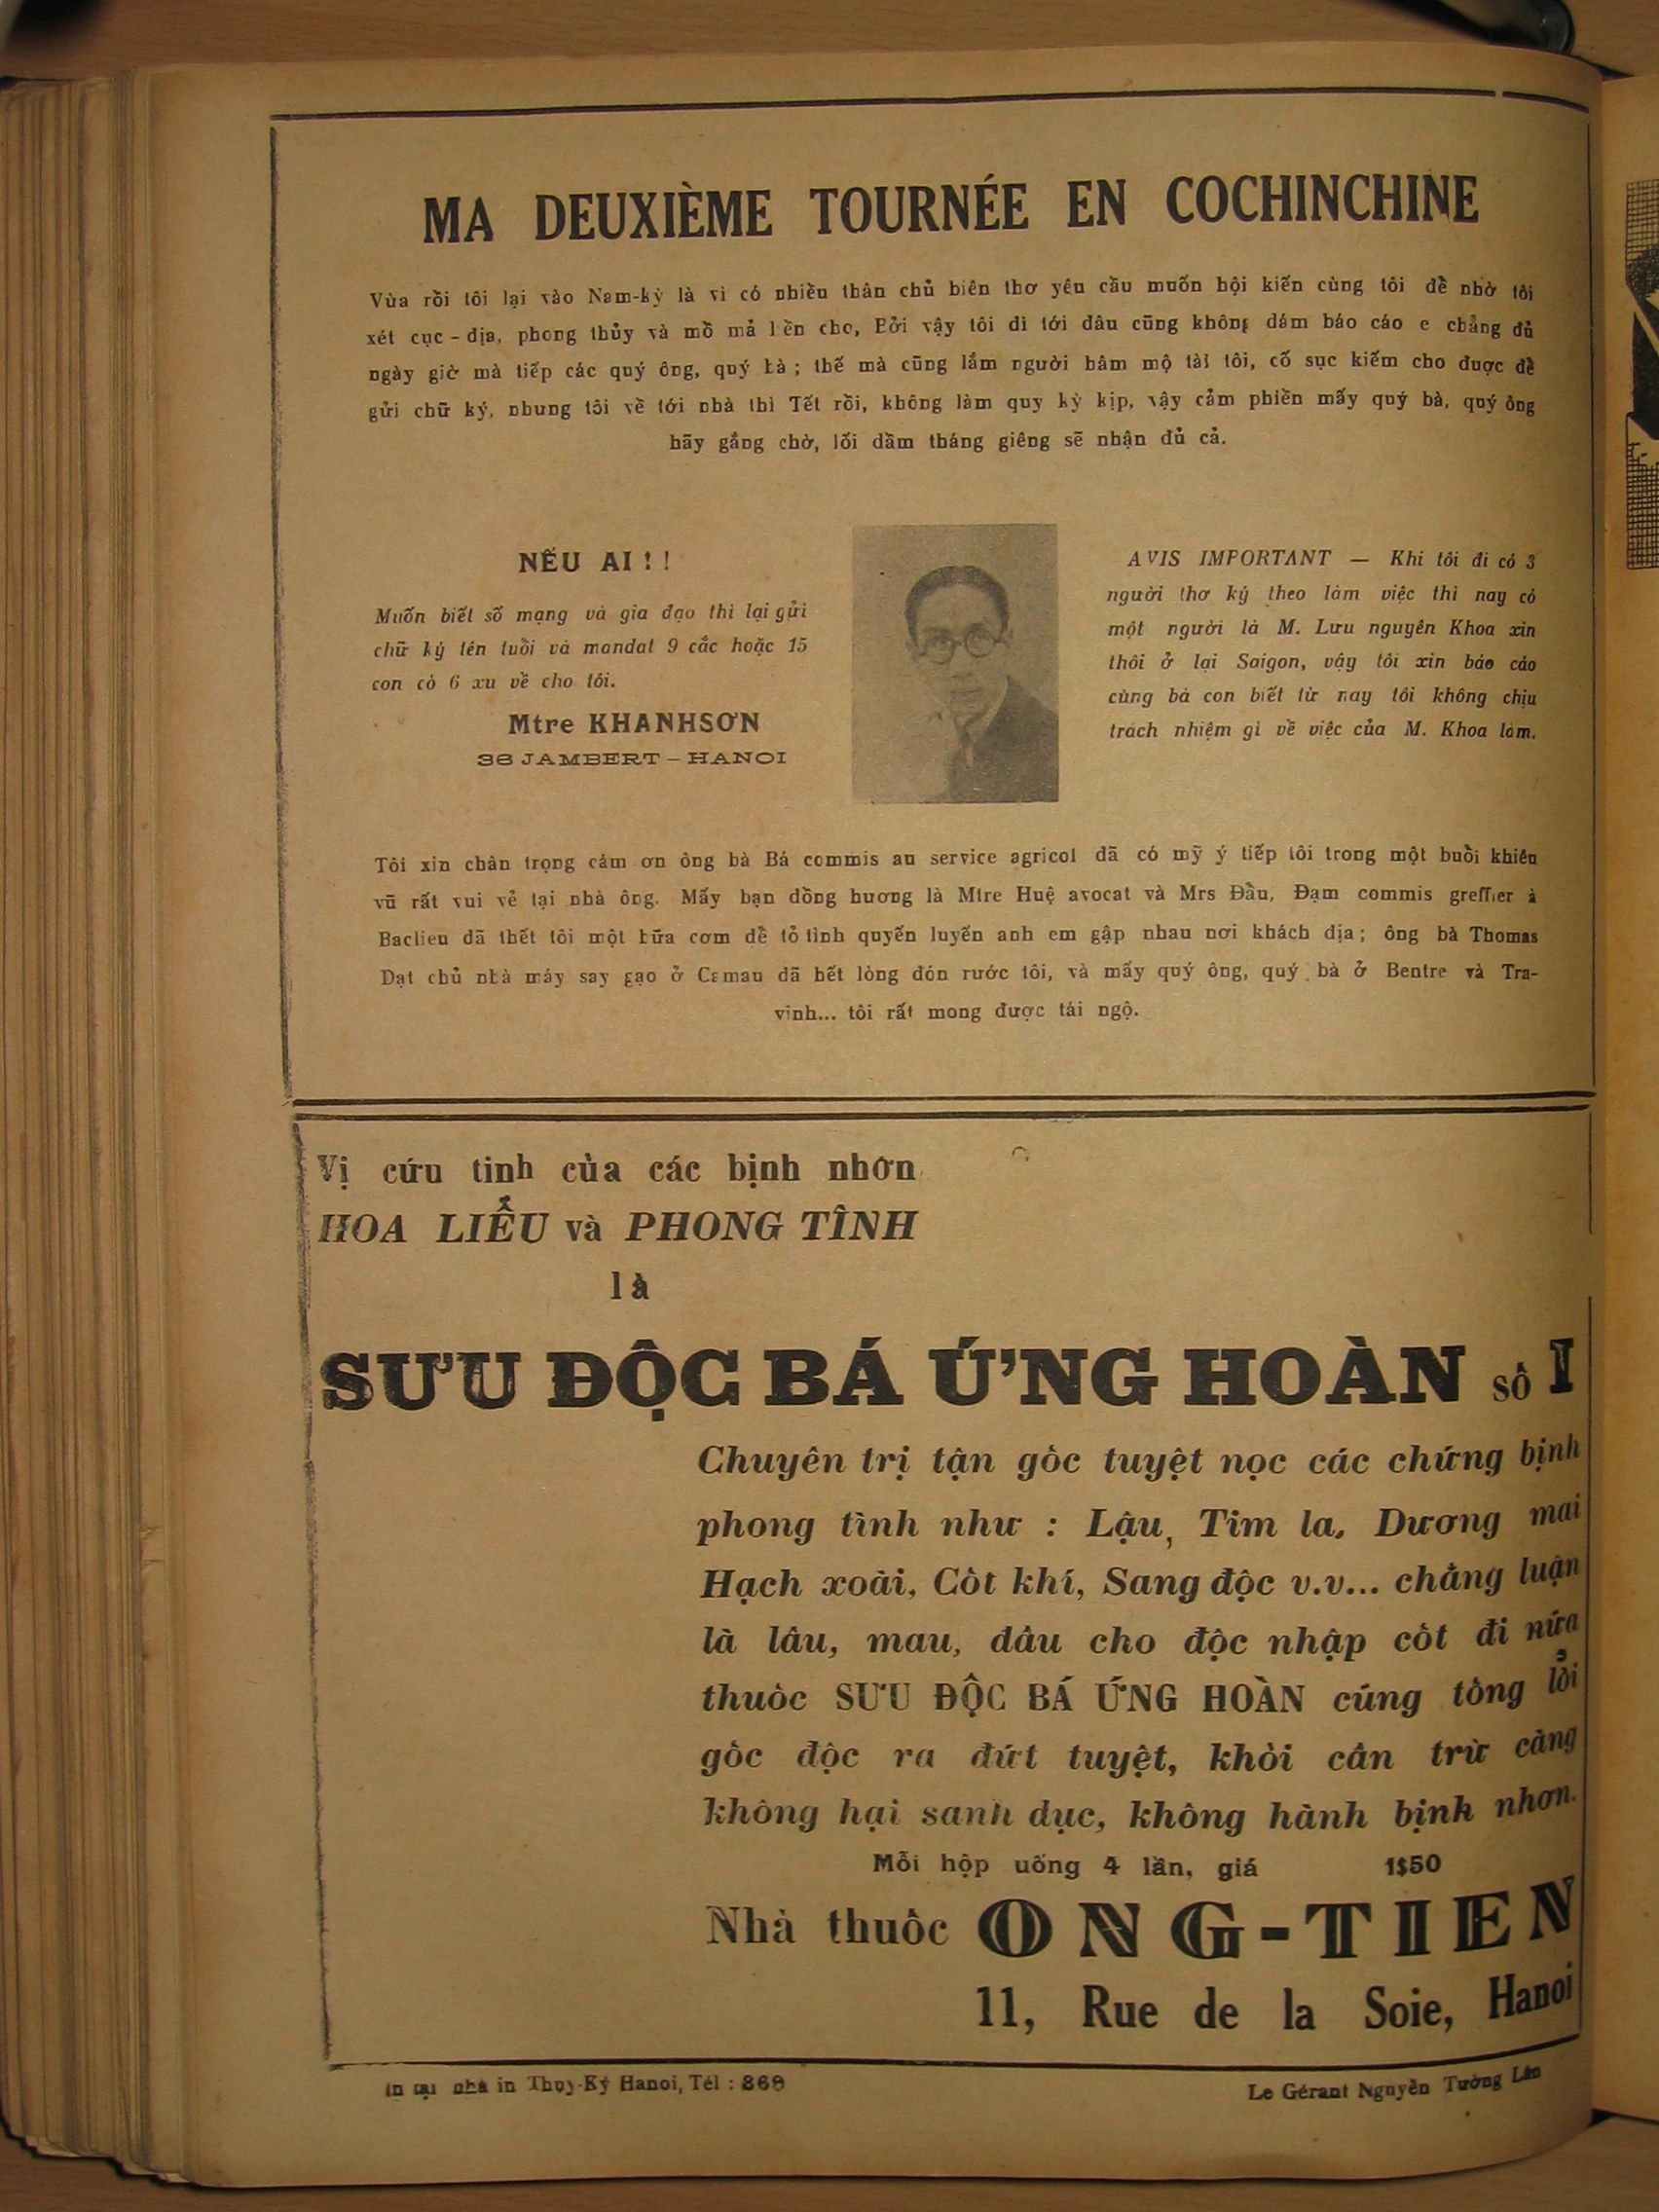 MA DEUXIÈME TOURNÉE EN COCHINCHINE
Vừa rồi tôi lại vào Nam-kỳ là vì có nhiều thân chủ biên thơ yêu cầu muốn hội kiến cùng tôi để nhờ tôi
xét cục-địa, phong thủy và mồ mả liền cho, Bởi vậy tôi đi tới đâu cũng không dám báo cáo e chẳng đủ
ngày giờ mà tiếp các quý ông, quý bà; thế mà cũng lắm người hâm mộ tài tôi, cố sục kiếm cho được để
gửi chữ ký, nhưng tôi về tới nhà thì Tết rồi, không làm quy kỳ kịp, vậy cảm phiền mấy quý bà, quý ông
hãy gắng chờ, lối dầm tháng giêng sẽ nhận đủ cả.
NẾU AI!!
Muốn biết số mạng và gia đạo thì lại gửi
chữ ký tên tuổi và mandat 9 cắc hoặc 15
con cò 6 xu về cho tôi.
Mtre KHANHSƠN
36 JAMBERT – HANOI
AVIS IMPORTANT — Khi tôi đi có 3
người thơ ký theo làm việc thì nay có
một người là M. Lưu nguyên Khoa xin
thôi ở lại Saigon, vậy tôi xin báo cáo
cùng bà con biết từ nay tôi không chịu
trách nhiệm gì về việc của M. Khoa làm.
Tôi xin chân trọng cảm ơn ông bà Bá commis au service agricol đã có mỹ ý tiếp tôi trong một buổi khiêu
vũ rất vui vẻ tại nhà ông. Mấy bạn đồng hương là Mtre Huệ avocat và Mrs Đầu, Đạm commis greffier à
Baclieu đã thết tôi một bữa cơm để tỏ tình quyến luyến anh em gập nhau nơi khách địa; ông bà Thomas
Đạt chủ nhà máy say gạo ở Camau đã hết lòng đón rước tôi, và mấy quý ông, quý bà ở Bentre và Tra-
vinh... tôi rất mong được tái ngộ.
Vị cứu tinh của các bịnh nhơn
HOA LIỄU và PHONG TÌNH
là
SƯU ĐỘC BÁ ỨNG HOÀN số I
Chuyên trị tận gốc tuyệt nọc các chứng bịnh
phong tình như : Lậu, Tim la, Dương mai
Hạch xoài, Cốt khí, Sang độc v.v... chẳng luận
là lâu, mau, dầu cho độc nhập cốt đi nữa
thuốc SƯU ĐỘC BÁ ỨNG HOÀN cũng tống lỗi
gốc độc ra đứt tuyệt, khỏi cần trừ căng
không hại sanh dục, không hành bịnh nhơn.
Mỗi hộp uống 4 lần, giá 1$50
Nhà thuốc ONG-TIEN
11, Rue de la Soie, Hanoi
In tại nhà in Thụy-Ký Hanoi, Tél : 869
Le Gérant Nguyễn Tường Lân